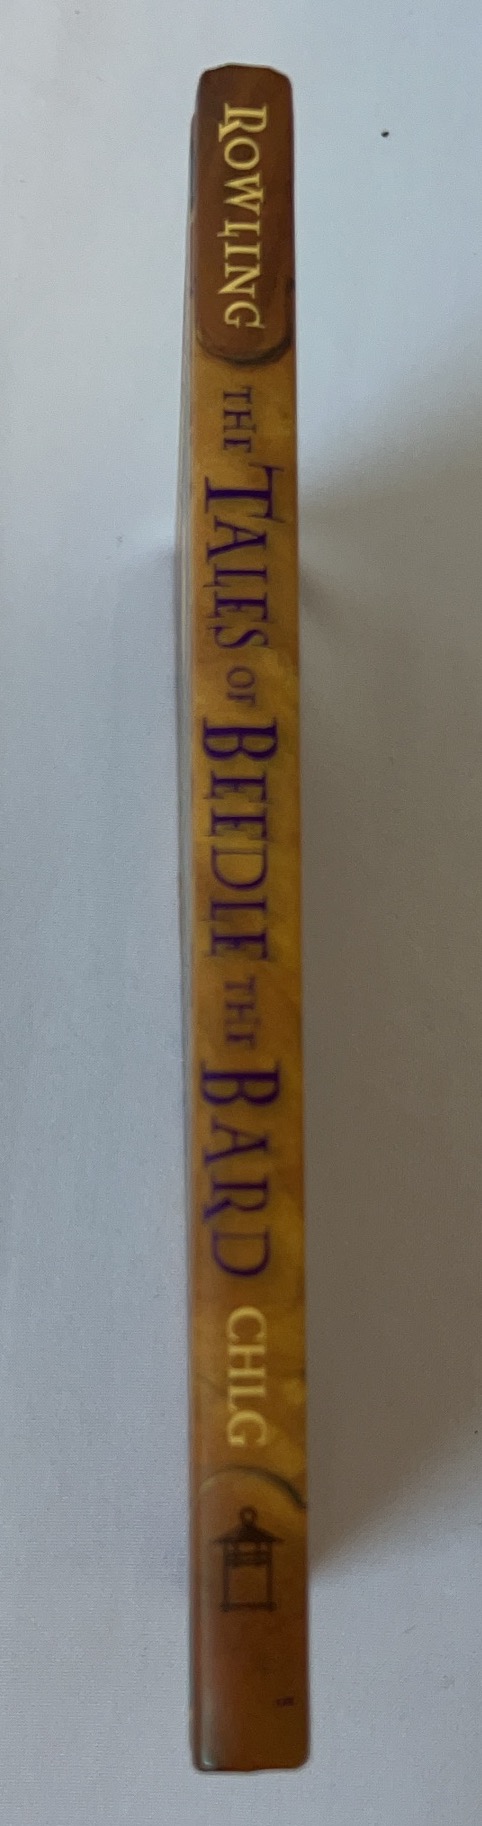 ROWLING
THE TALES OF BEEDLE THE BARD
CHLG